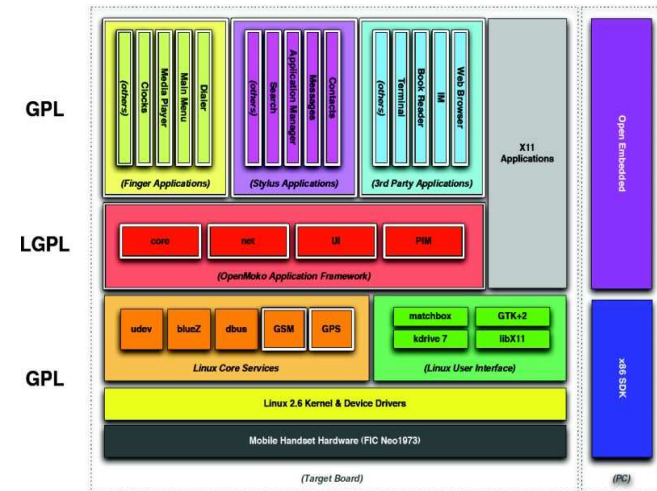 GPL
(others)
Clocks
Media Player
Main Menu
Dialer
(Finger Applications)
(others)
Search
Application Manager
Messages
Contacts
(Stylus Applications)
(others)
Terminal
Book Reader
IM
Web Browser
(3rd Party Applications)
X11
Applications
Open Embedded
LGPL
core
net
UI
PIM
(OpenMoko Application Framework)
GPL
udev
blueZ
dbus
GSM
GPS
Linux Core Services
matchbox
GTK+2
kdrive 7
libX11
(Linux User Interface)
x86 SDK
Linux 2.6 Kernel & Device Drivers
Mobile Handset Hardware (FIC Neo1973)
(Target Board)
(PC)